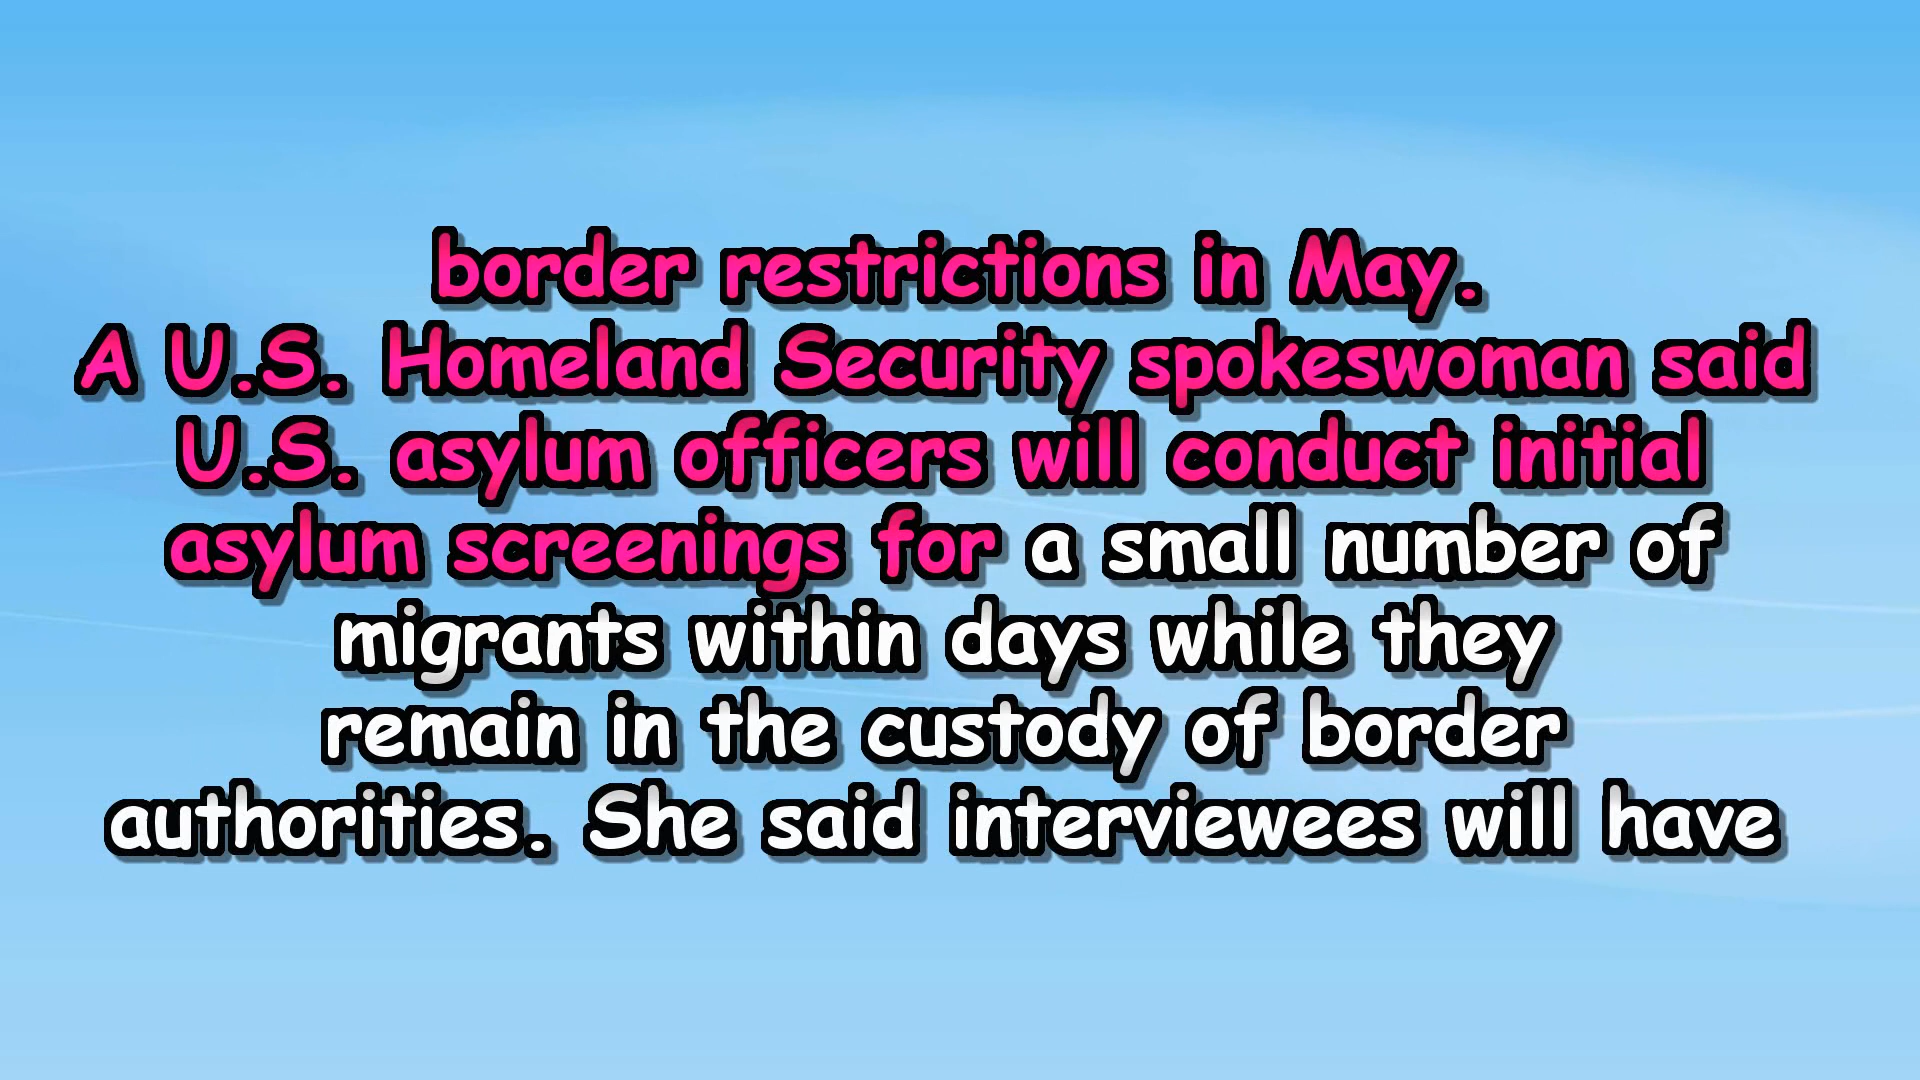 border restrictions in May.
A U.S. Homeland Security spokeswoman said
U.S. asylum officers will conduct initial
asylum screenings for a small number of
migrants within days while they
remain in the custody of border
authorities. She said interviewees will have